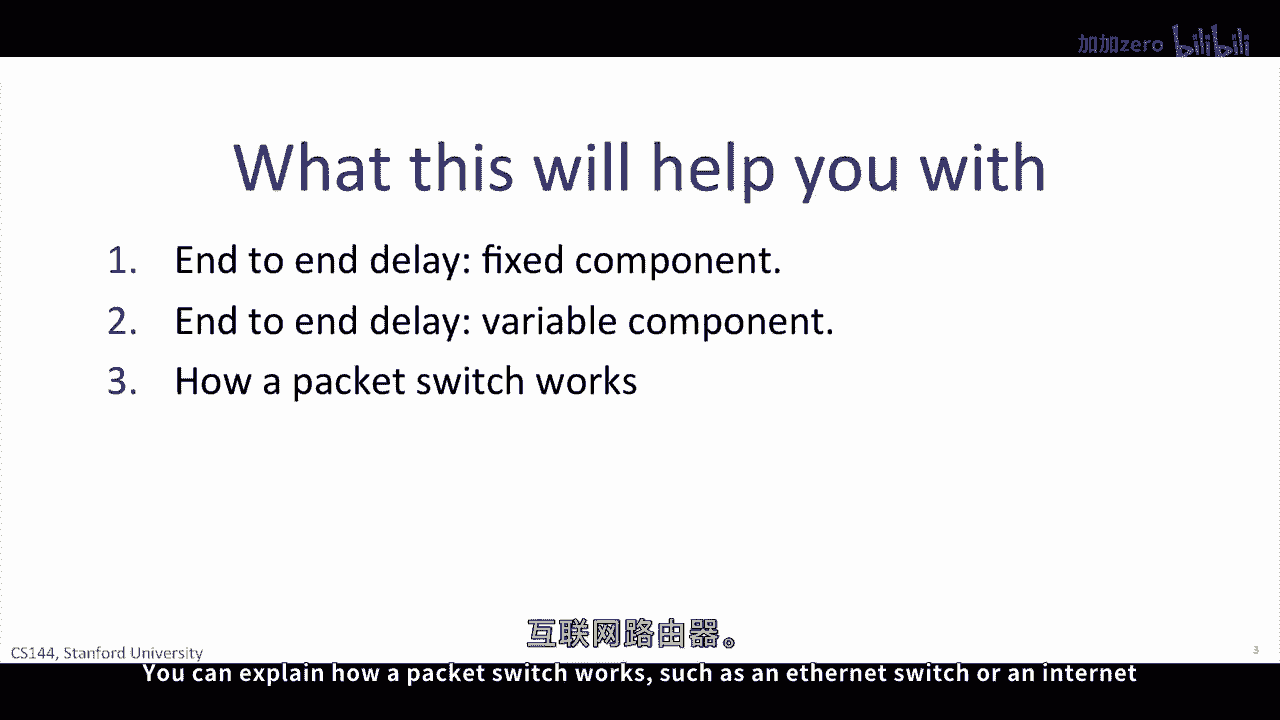 加加zero bilibili
What this will help you with
1. End to end delay: fixed component.
2. End to end delay: variable component.
3. How a packet switch works
互联网路由器。
CS144, Stanford University
3
You can explain how a packet switch works, such as an ethernet switch or an internet